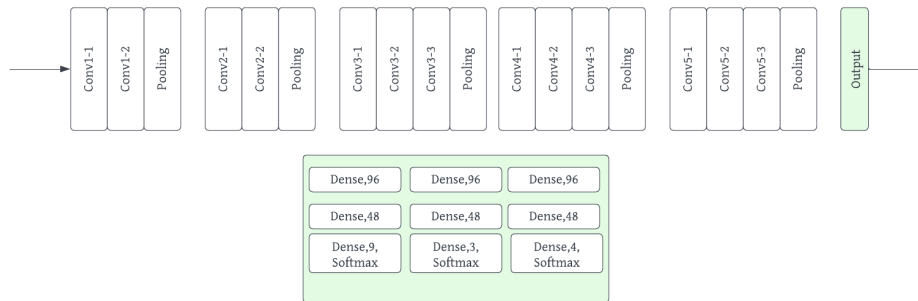 Conv1-1
Conv1-2
Pooling
Conv2-1
Conv2-2
Pooling
Conv3-1
Conv3-2
Conv3-3
Pooling
Conv4-1
Conv4-2
Conv4-3
Pooling
Conv5-1
Conv5-2
Conv5-3
Pooling
Output
Dense,96
Dense,96
Dense,96
Dense,48
Dense,48
Dense,48
Dense,9,
Softmax
Dense,3,
Softmax
Dense,4,
Softmax